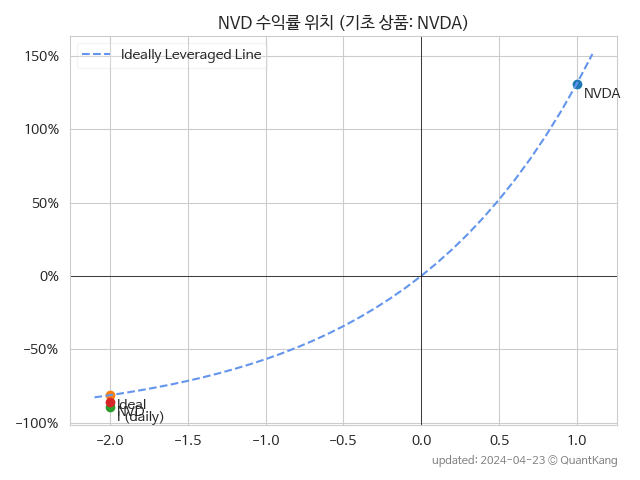 NVD 수익률 위치 (기초 상품: NVDA)
Ideally Leveraged Line
150%
100%
50%
0%
−50%
−100%
NVDA
Ideal
NVD
(daily)
−2.0 −1.5 −1.0 −0.5 0.0 0.5 1.0
updated: 2024-04-23 © QuantKang